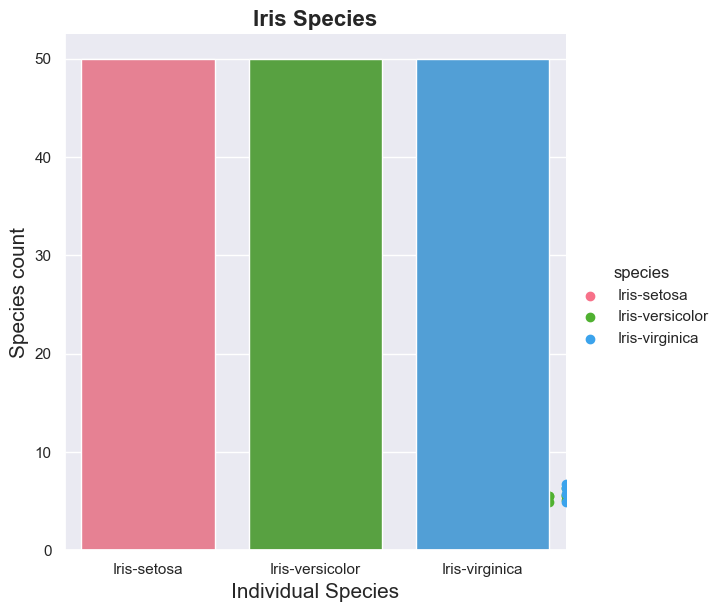 Iris Species
50
40
30
20
10
0
Species count
Iris-setosa
Iris-versicolor
Iris-virginica
Individual Species
species
Iris-setosa
Iris-versicolor
Iris-virginica